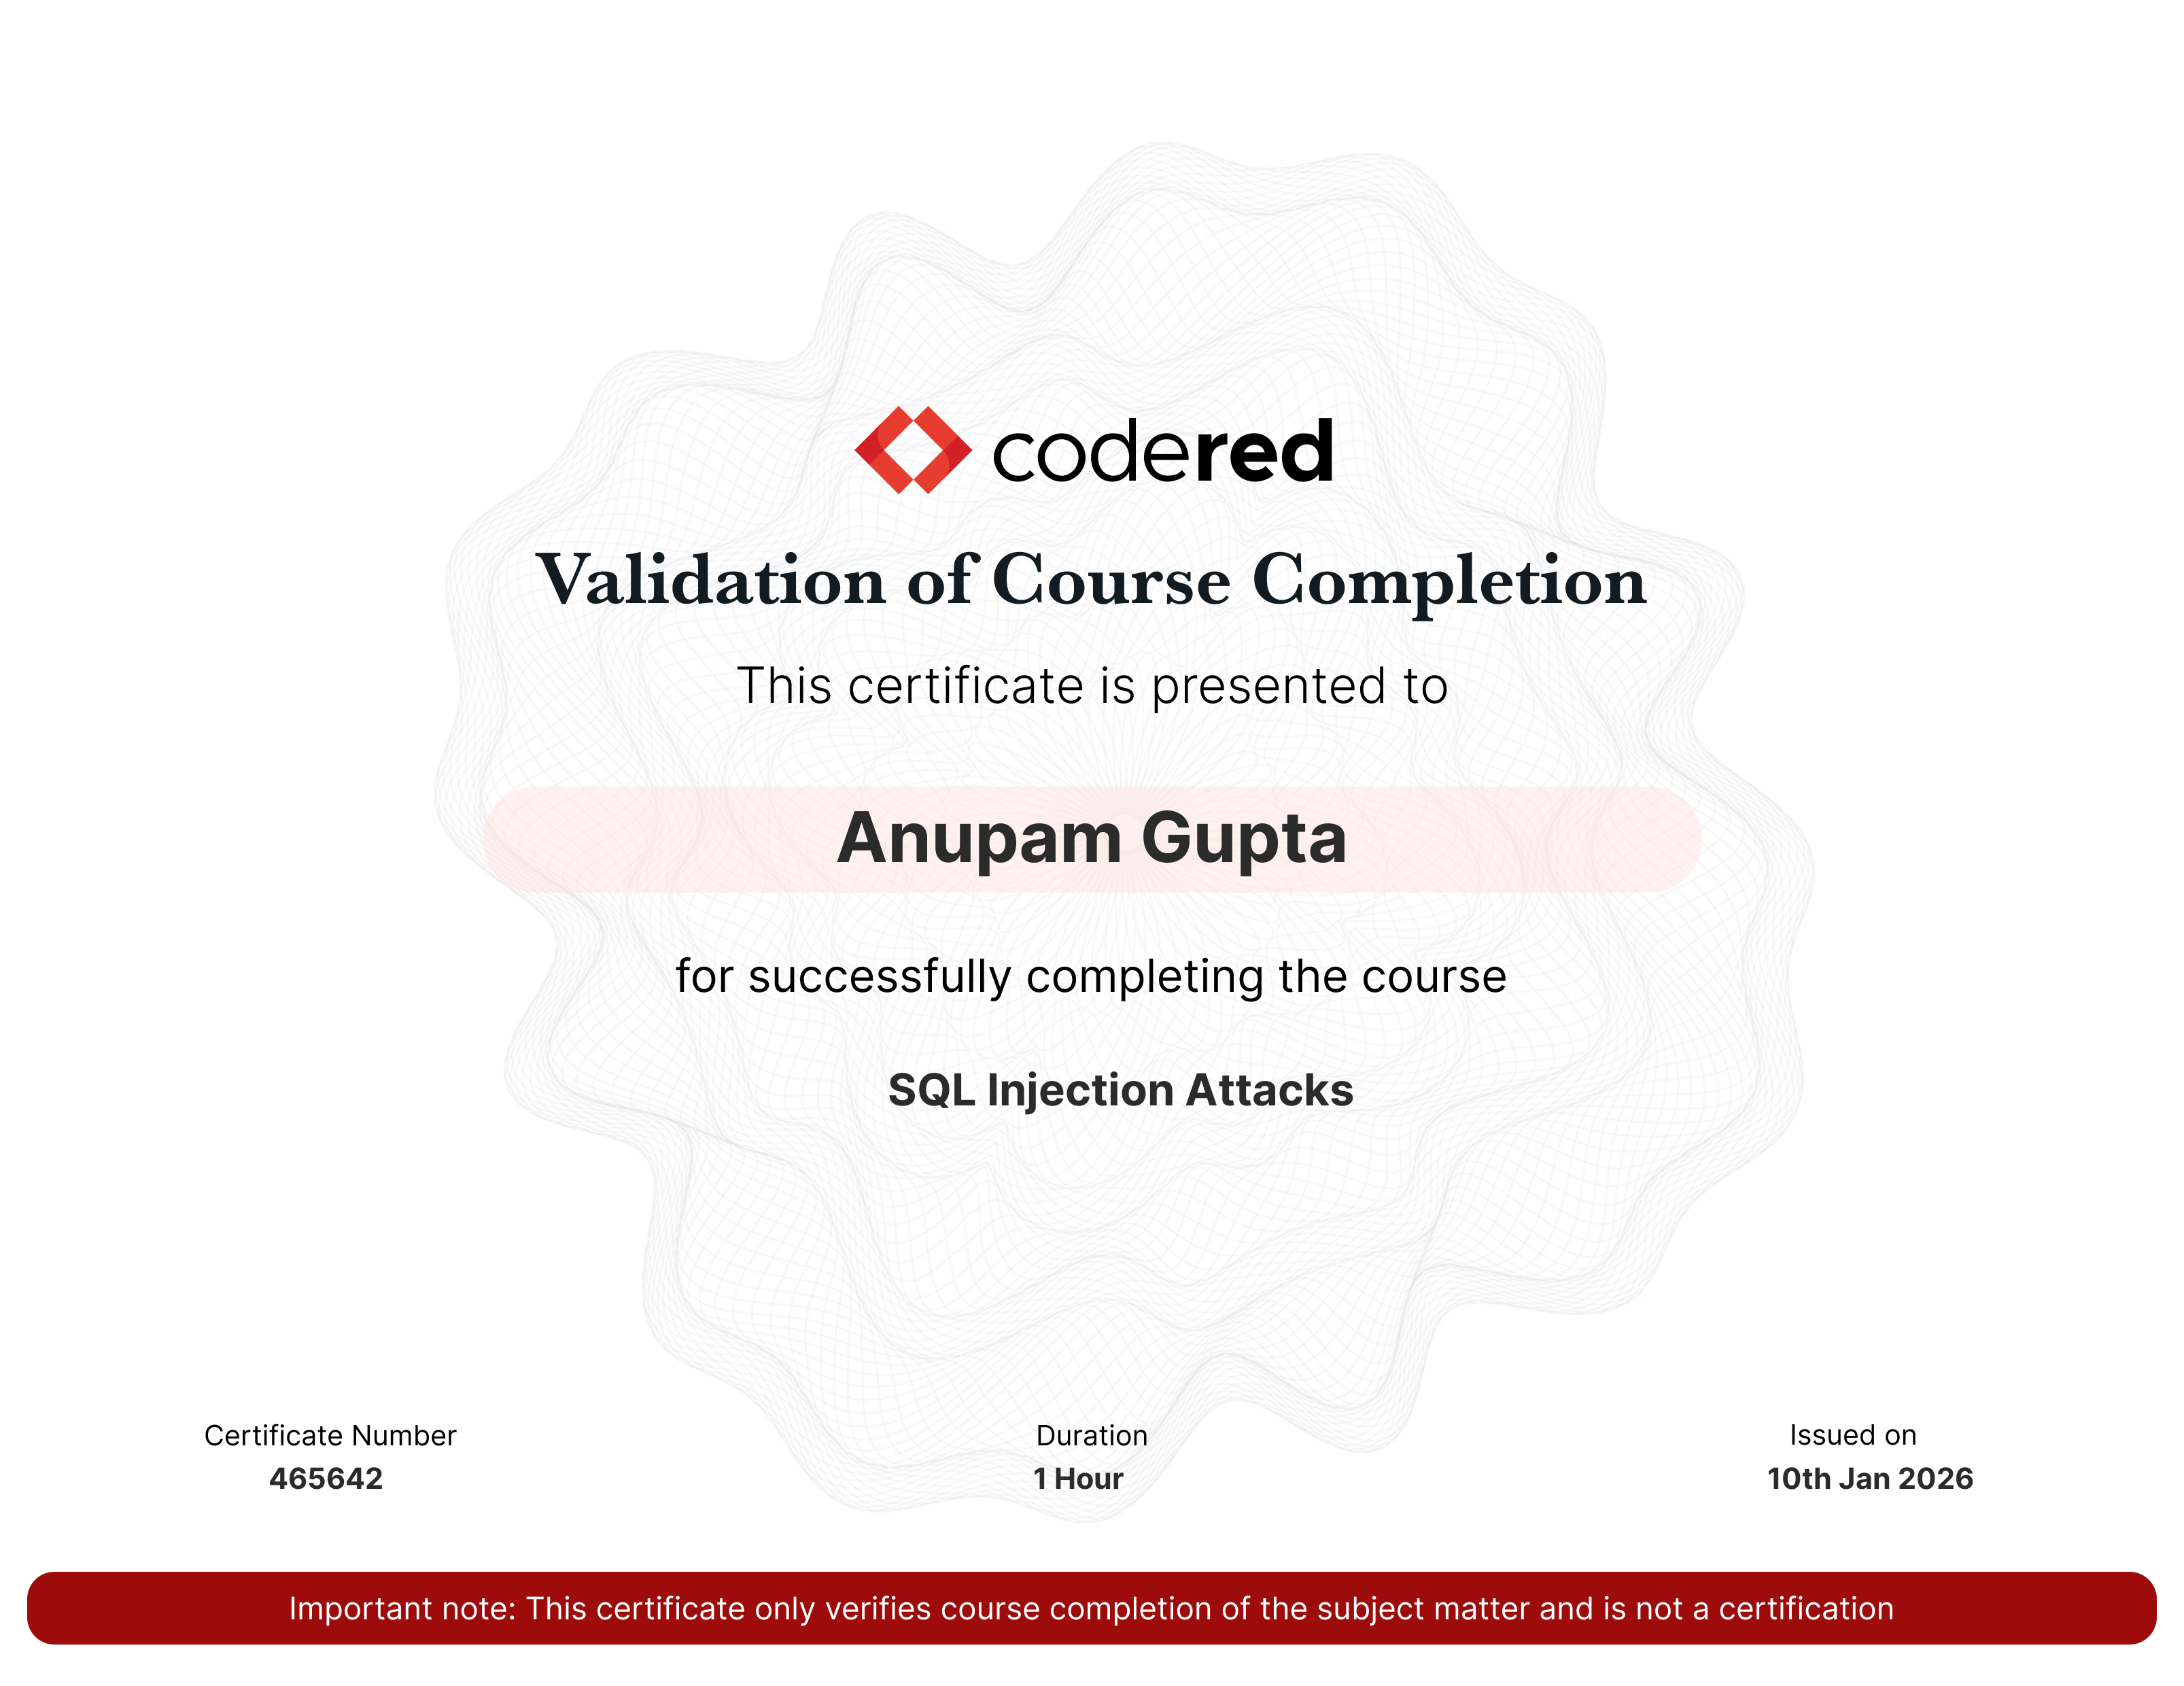 codered
Validation of Course Completion
This certificate is presented to
Anupam Gupta
for successfully completing the course
SQL Injection Attacks
Certificate Number
465642
Duration
1 Hour
Issued on
10th Jan 2026
Important note: This certificate only verifies course completion of the subject matter and is not a certification